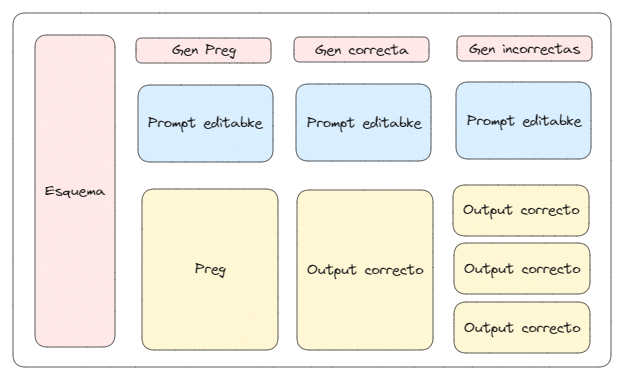 Esquema
Gen Preg
Gen correcta
Gen incorrectas
Prompt editabke
Prompt editabke
Prompt editabke
Preg
Output correcto
Output correcto
Output correcto
Output correcto